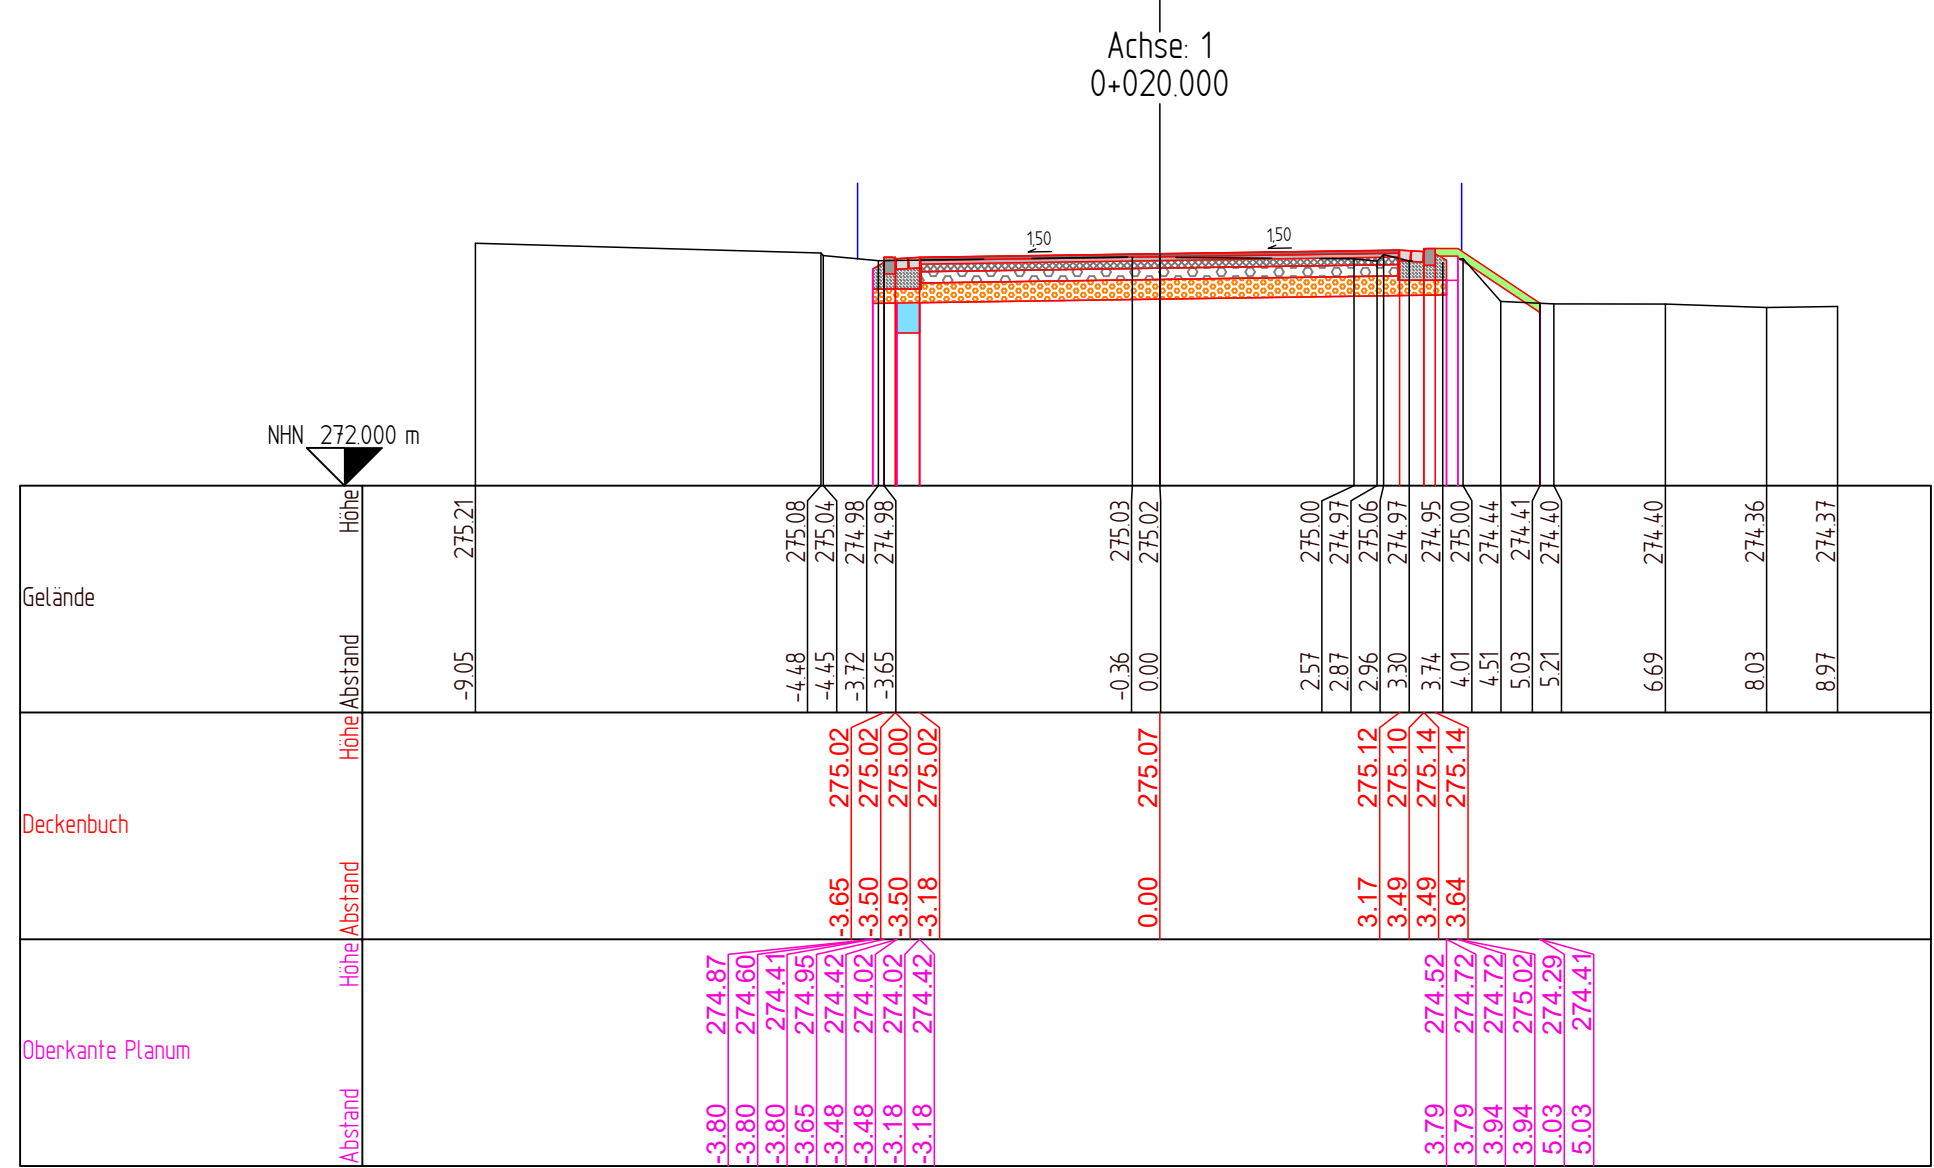 Achse: 1
0+020.000
1,50
1,50
NHN 272.000 m
Gelände
Höhe
275.21 275.08 275.04 274.98 274.98 275.03 275.02 275.00 274.97 275.06 274.97 274.95 275.00 274.44 274.41 274.40 274.40 274.36 274.37
Abstand
-9.05 -4.48 -4.45 -3.72 -3.65 -0.36 0.00 2.57 2.87 2.96 3.30 3.74 4.01 4.51 5.03 5.21 6.69 8.03 8.97
Deckenbuch
Höhe
275.02 275.02 275.00 275.02 275.07 275.12 275.10 275.14 275.14
Abstand
-3.65 -3.50 -3.50 -3.18 0.00 3.17 3.49 3.49 3.64
Oberkante Planum
Höhe
274.87 274.60 274.41 274.95 274.42 274.02 274.02 274.42 274.52 274.72 274.72 275.02 274.29 274.41
Abstand
-3.80 -3.80 -3.80 -3.65 -3.48 -3.48 -3.18 -3.18 3.79 3.79 3.94 3.94 5.03 5.03